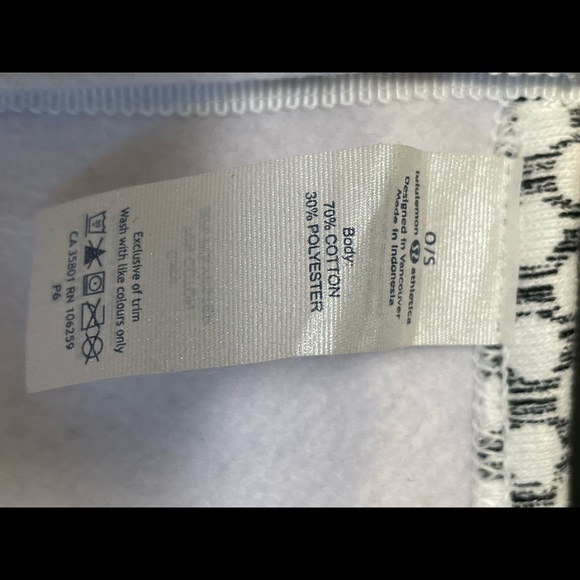 O/S
lululemon athletica
Designed in Vancouver
Made in Indonesia
Body:
70% COTTON
30% POLYESTER
Exclusive of trim
Wash with like colours only
CA 35801 RN 106259
P6